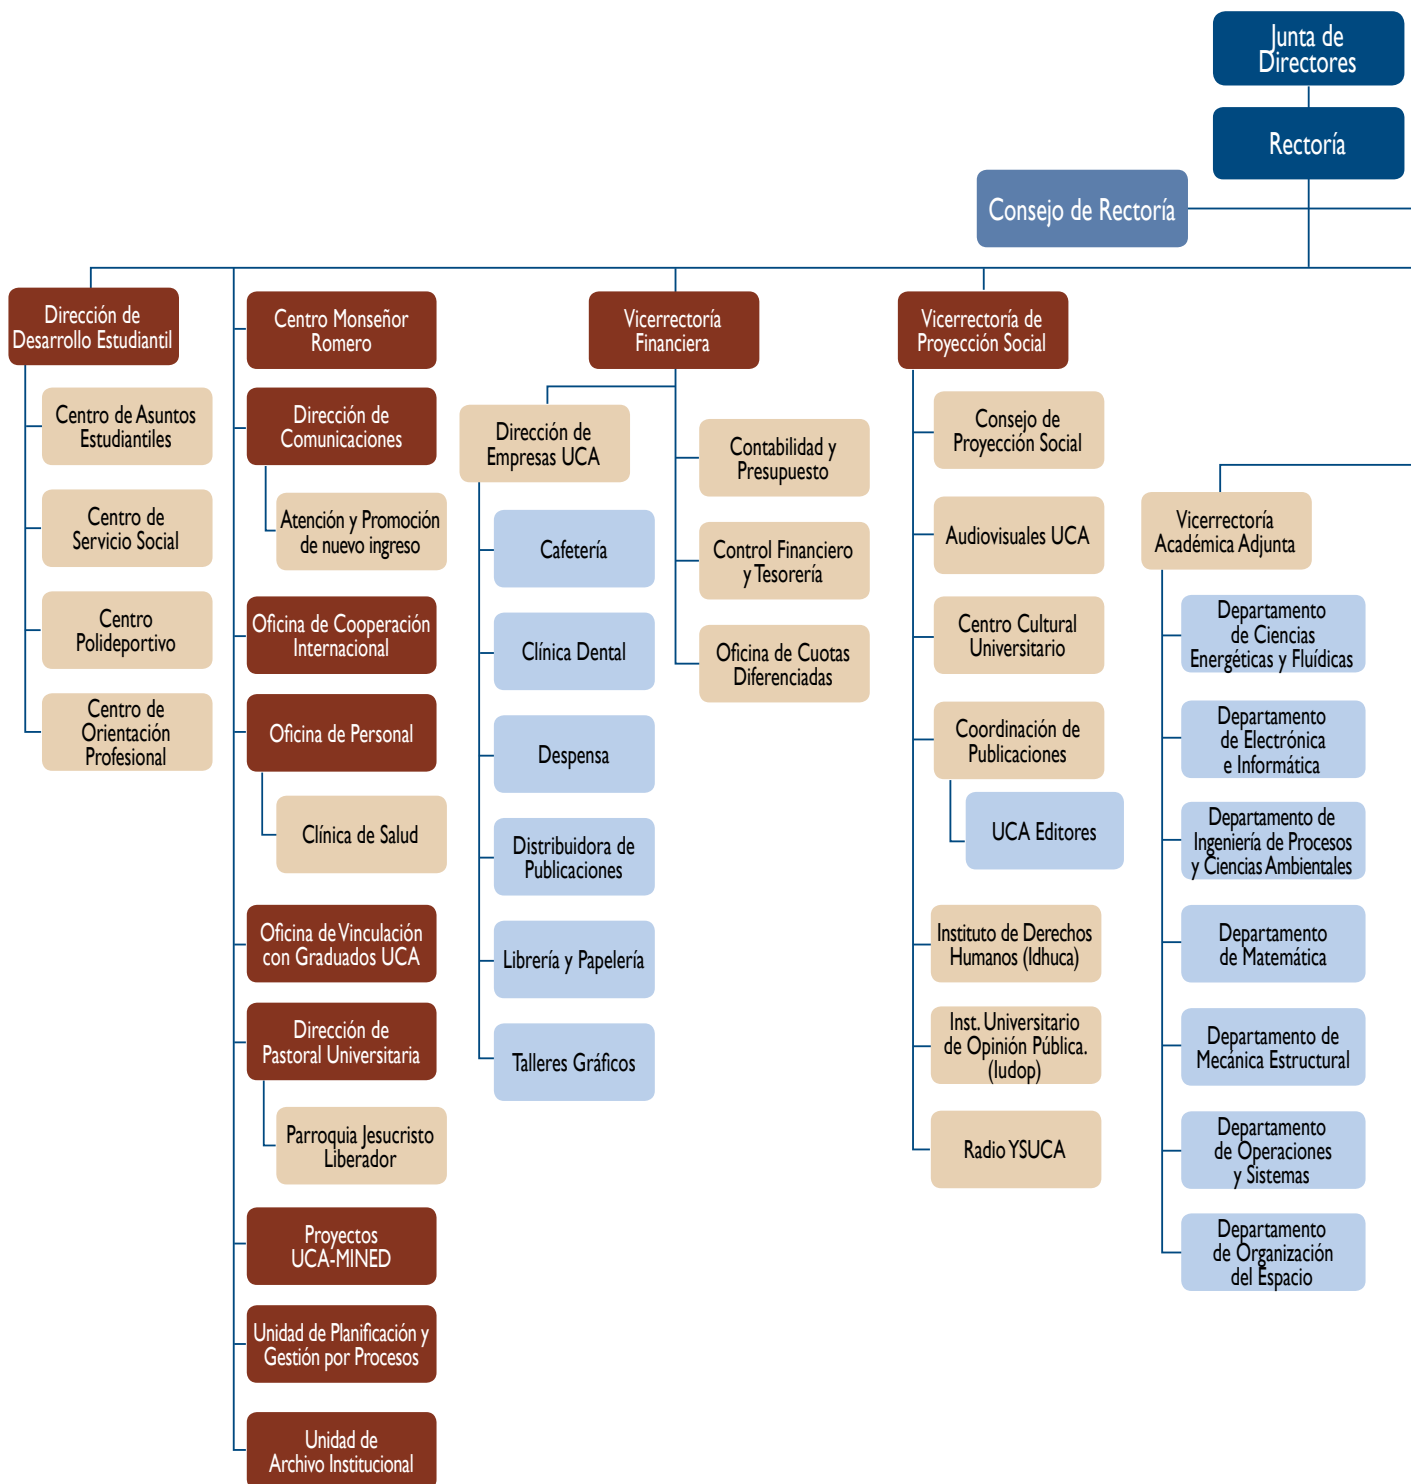 Junta de
Directores
Rectoría
Consejo de Rectoría
Dirección de
Desarrollo Estudiantil
Centro de Asuntos
Estudiantiles
Centro de
Servicio Social
Centro
Polideportivo
Centro de
Orientación
Profesional
Centro Monseñor
Romero
Dirección de
Comunicaciones
Atención y Promoción
de nuevo ingreso
Oficina de Cooperación
Internacional
Oficina de Personal
Clínica de Salud
Oficina de Vinculación
con Graduados UCA
Dirección de
Pastoral Universitaria
Parroquia Jesucristo
Liberador
Proyectos
UCA-MINED
Unidad de Planificación y
Gestión por Procesos
Unidad de
Archivo Institucional
Vicerrectoría
Financiera
Dirección de
Empresas UCA
Cafetería
Clínica Dental
Despensa
Distribuidora de
Publicaciones
Librería y Papelería
Talleres Gráficos
Contabilidad y
Presupuesto
Control Financiero
y Tesorería
Oficina de Cuotas
Diferenciadas
Vicerrectoría de
Proyección Social
Consejo de
Proyección Social
Audiovisuales UCA
Centro Cultural
Universitario
Coordinación de
Publicaciones
UCA Editores
Instituto de Derechos
Humanos (Idhuca)
Inst. Universitario
de Opinión Pública.
(Iudop)
Radio YSUCA
Vicerrectoría
Académica Adjunta
Departamento
de Ciencias
Energéticas y Fluídicas
Departamento
de Electrónica
e Informática
Departamento de
Ingeniería de Procesos
y Ciencias Ambientales
Departamento
de Matemática
Departamento de
Mecánica Estructural
Departamento
de Operaciones
y Sistemas
Departamento
de Organización
del Espacio